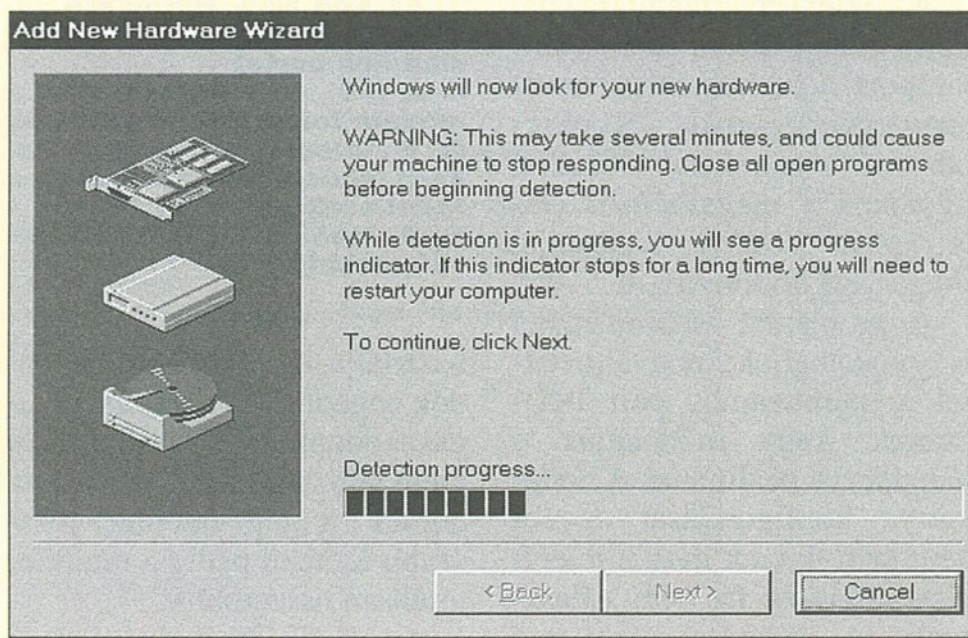 Add New Hardware Wizard
Windows will now look for your new hardware.
WARNING: This may take several minutes, and could cause
your machine to stop responding. Close all open programs
before beginning detection.
While detection is in progress, you will see a progress
indicator. If this indicator stops for a long time, you will need to
restart your computer.
To continue, click Next.
Detection progress...
< Back
Next >
Cancel